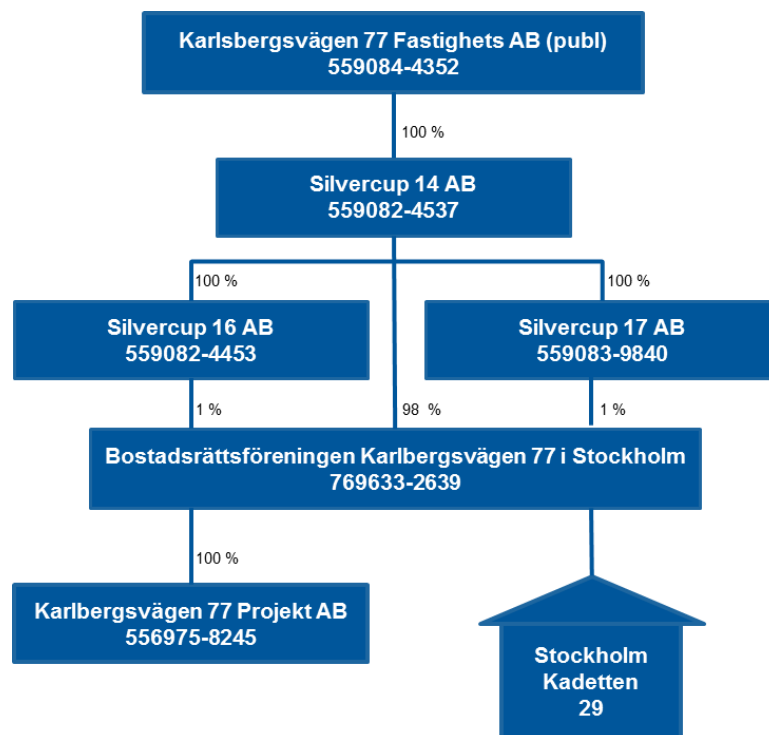 Karlsbergsvägen 77 Fastighets AB (publ)
559084-4352
100 %
Silvercup 14 AB
559082-4537
100 %
100 %
Silvercup 16 AB
559082-4453
Silvercup 17 AB
559083-9840
1 %
98 %
1 %
Bostadsrättsföreningen Karlbergsvägen 77 i Stockholm
769633-2639
100 %
Karlbergsvägen 77 Projekt AB
556975-8245
Stockholm
Kadetten
29